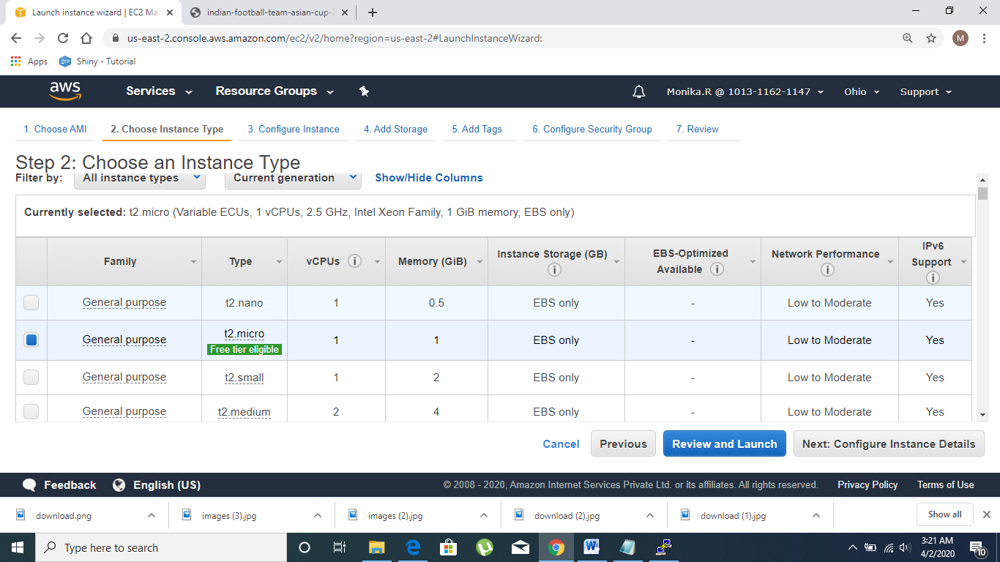 Launch instance wizard | EC2 Ma
indian-football-team-asian-cup-2
us-east-2.console.aws.amazon.com/ec2/v2/home?region=us-east-2#LaunchInstanceWizard:
M
Apps
Shiny - Tutorial
aws
Services
Resource Groups
Monika.R @ 1013-1162-1147
Ohio
Support
1. Choose AMI
2. Choose Instance Type
3. Configure Instance
4. Add Storage
5. Add Tags
6. Configure Security Group
7. Review
Step 2: Choose an Instance Type
Filter by:
All instance types
Current generation
Show/Hide Columns
Currently selected: t2.micro (Variable ECUs, 1 vCPUs, 2.5 GHz, Intel Xeon Family, 1 GiB memory, EBS only)
Family
Type
vCPUs
Memory (GiB)
Instance Storage (GB)
EBS-Optimized
Available
Network Performance
IPv6
Support
General purpose t2.nano 1 0.5 EBS only - Low to Moderate Yes
General purpose t2.micro 1 1 EBS only - Low to Moderate Yes
Free tier eligible
General purpose t2.small 1 2 EBS only - Low to Moderate Yes
General purpose t2.medium 2 4 EBS only - Low to Moderate Yes
Cancel
Previous
Review and Launch
Next: Configure Instance Details
Feedback
English (US)
© 2008 - 2020, Amazon Internet Services Private Ltd. or its affiliates. All rights reserved.
Privacy Policy
Terms of Use
download.png
images (3).jpg
images (2).jpg
download (2).jpg
download (1).jpg
Show all
Type here to search
3:21 AM
4/2/2020
10